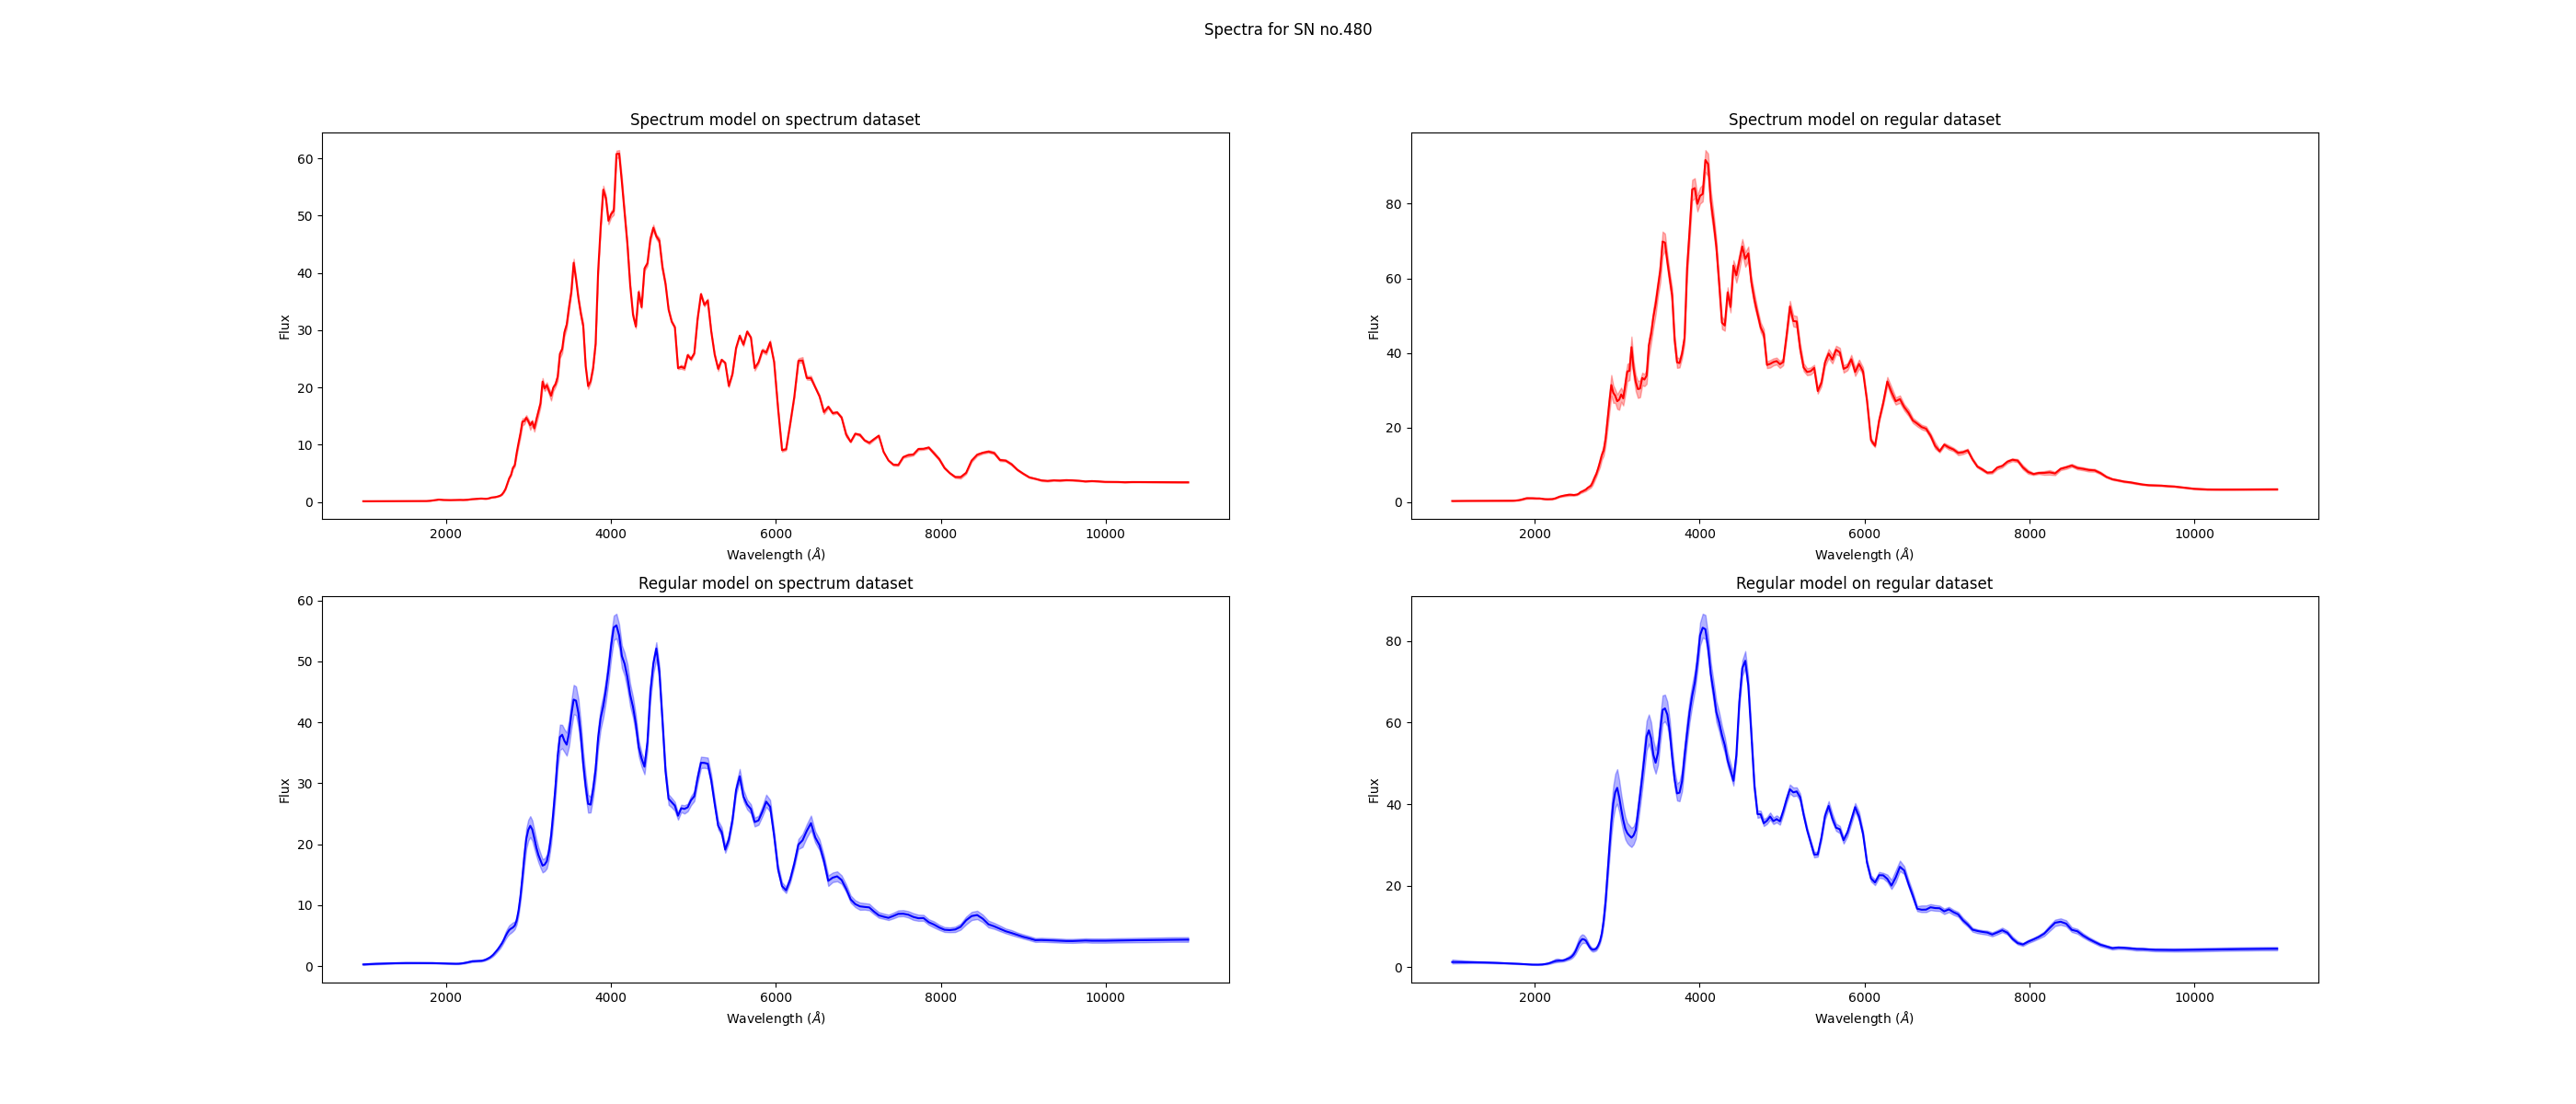 Spectra for SN no.480
Spectrum model on spectrum dataset
60
50
40
30
20
10
0
Flux
2000 4000 6000 8000 10000
Wavelength (Å)
Spectrum model on regular dataset
80
60
40
20
0
Flux
2000 4000 6000 8000 10000
Wavelength (Å)
Regular model on spectrum dataset
60
50
40
30
20
10
0
Flux
2000 4000 6000 8000 10000
Wavelength (Å)
Regular model on regular dataset
80
60
40
20
0
Flux
2000 4000 6000 8000 10000
Wavelength (Å)